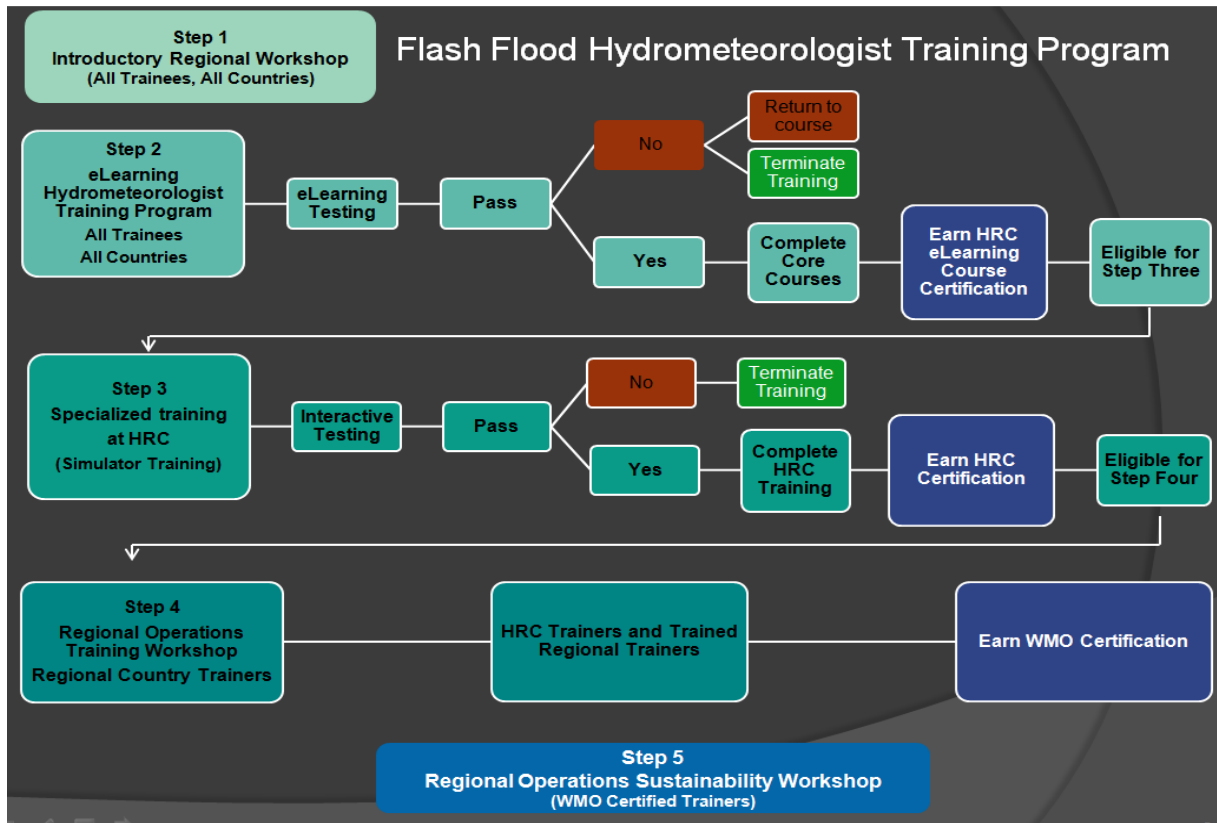 Step 1
Introductory Regional Workshop
(All Trainees, All Countries)
Flash Flood Hydrometeorologist Training Program
Step 2
eLearning
Hydrometeorologist
Training Program
All Trainees
All Countries
eLearning
Testing
Pass
No
Return to
course
Terminate
Training
Yes
Complete
Core
Courses
Earn HRC
eLearning
Course
Certification
Eligible for
Step Three
Step 3
Specialized training
at HRC
(Simulator Training)
Interactive
Testing
Pass
No
Terminate
Training
Yes
Complete
HRC
Training
Earn HRC
Certification
Eligible for
Step Four
Step 4
Regional Operations
Training Workshop
Regional Country Trainers
HRC Trainers and Trained
Regional Trainers
Earn WMO Certification
Step 5
Regional Operations Sustainability Workshop
(WMO Certified Trainers)